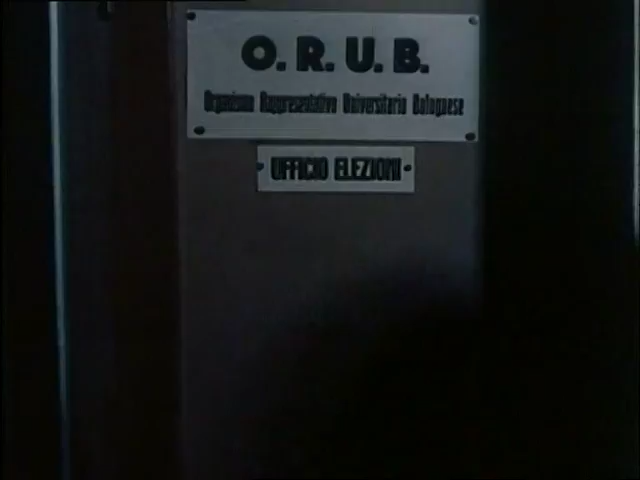 O. R. U. B.
Organismo Rappresentativo Universitario Bolognese
UFFICIO ELEZIONI